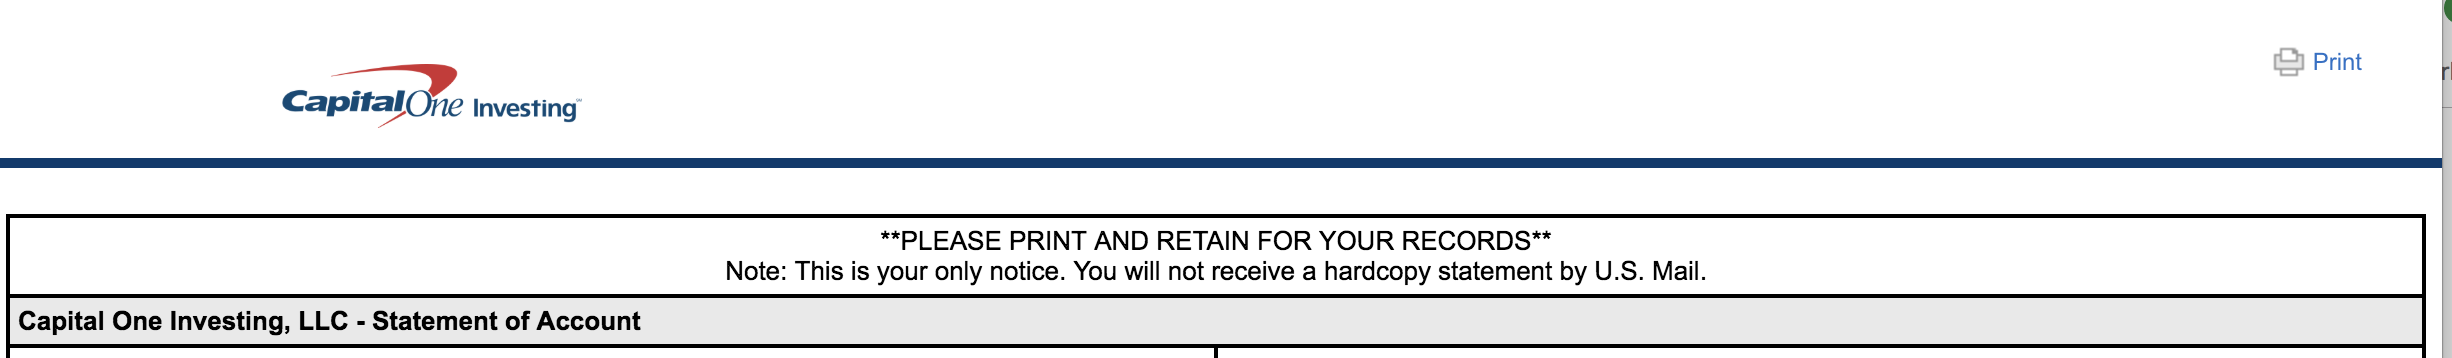 Print
CapitalOne Investing℠
**PLEASE PRINT AND RETAIN FOR YOUR RECORDS**
Note: This is your only notice. You will not receive a hardcopy statement by U.S. Mail.
Capital One Investing, LLC - Statement of Account